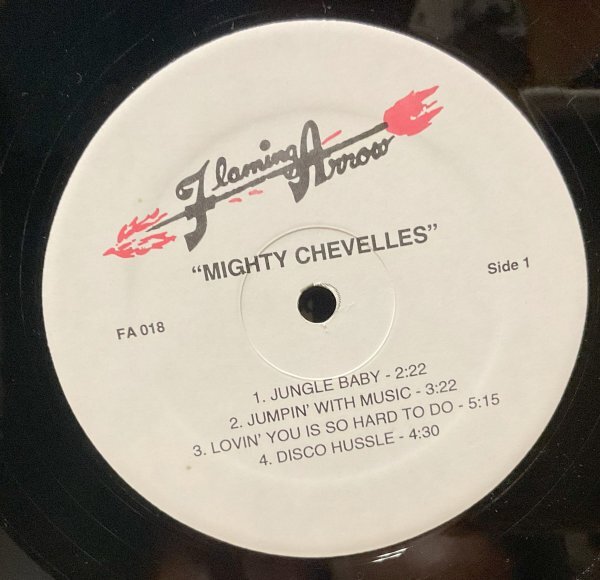 Flaming Arrow
"MIGHTY CHEVELLES"
FA 018
Side 1
1. JUNGLE BABY - 2:22
2. JUMPIN' WITH MUSIC - 3:22
3. LOVIN' YOU IS SO HARD TO DO - 5:15
4. DISCO HUSSLE - 4:30